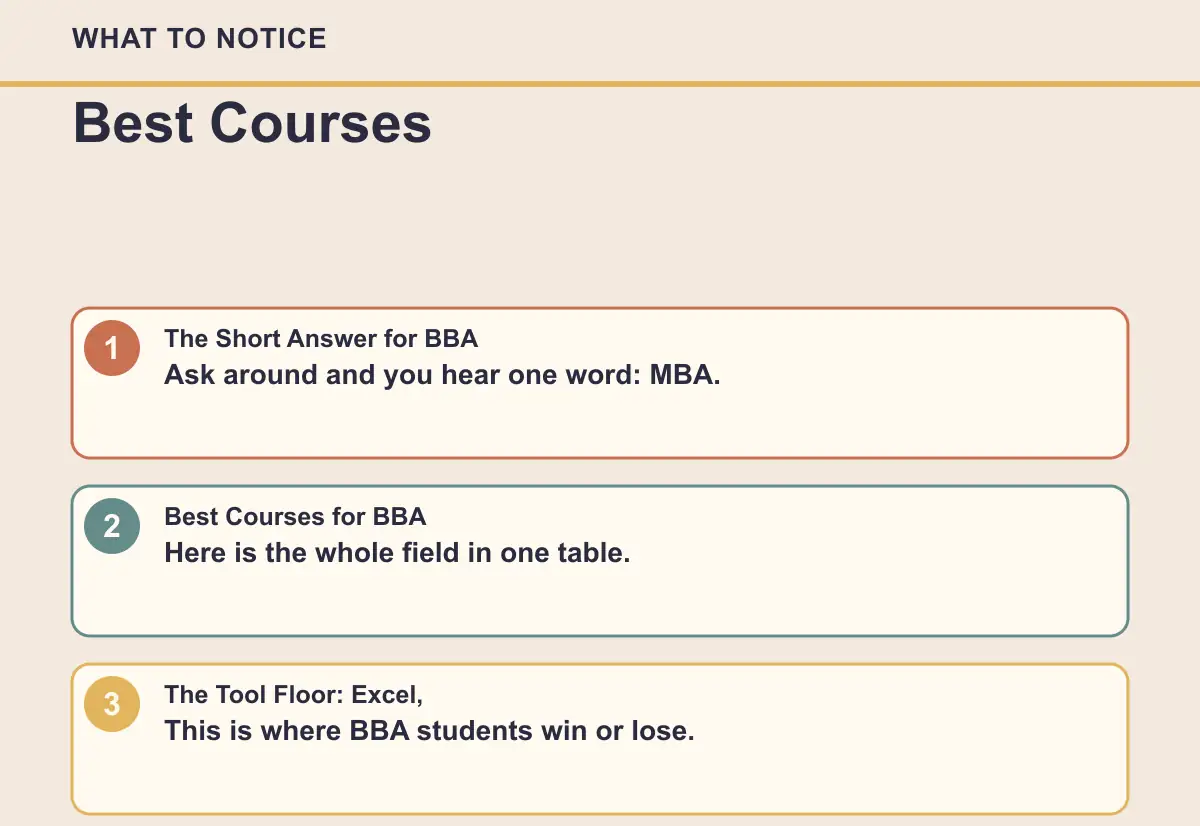 WHAT TO NOTICE
Best Courses
1
The Short Answer for BBA
Ask around and you hear one word: MBA.
2
Best Courses for BBA
Here is the whole field in one table.
3
The Tool Floor: Excel,
This is where BBA students win or lose.